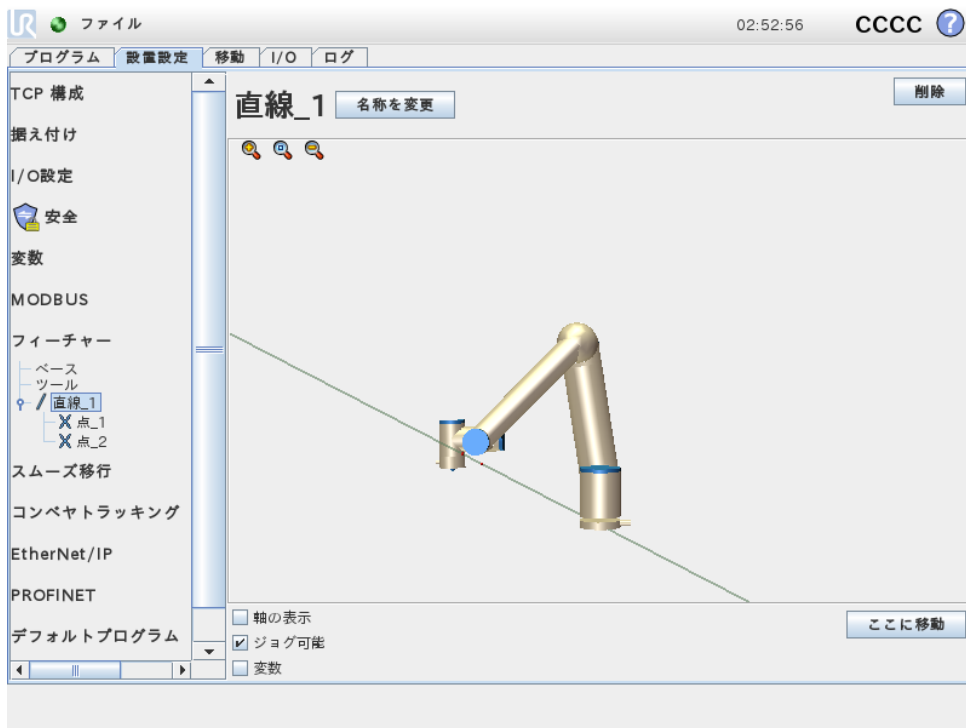 UR ファイル 02:52:56 CCCC ?
プログラム 設置設定 移動 I/O ログ
TCP 構成
据え付け
I/O設定
安全
変数
MODBUS
フィーチャー
ベース
ツール
直線_1
点_1
点_2
スムーズ移行
コンベヤトラッキング
EtherNet/IP
PROFINET
デフォルトプログラム
直線_1 名称を変更 削除
軸の表示
ジョグ可能
変数
ここに移動